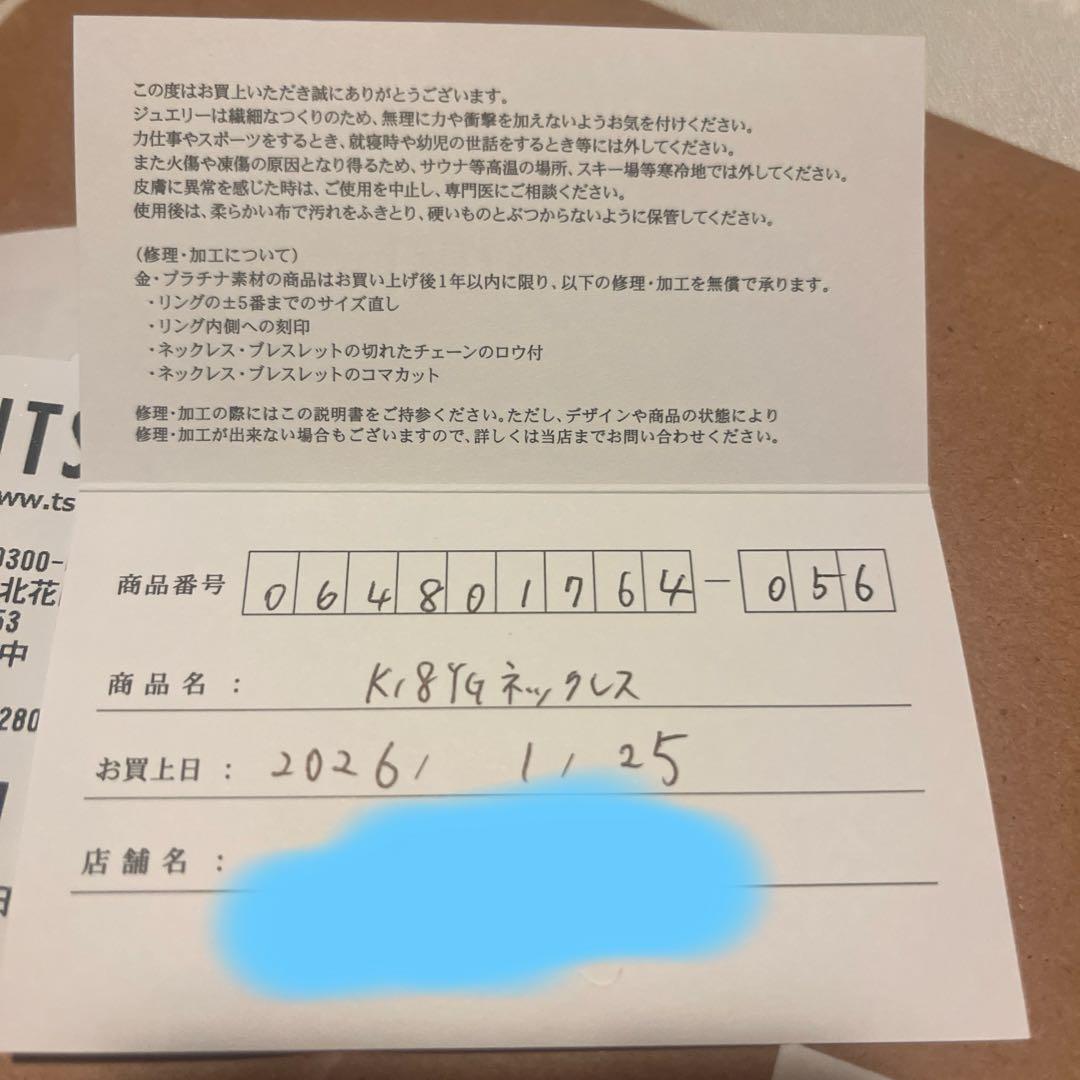 この度はお買上いただき誠にありがとうございます。
ジュエリーは繊細なつくりのため、無理に力や衝撃を加えないようお気を付けください。
力仕事やスポーツをするとき、就寝時や幼児の世話をするとき等には外してください。
また火傷や凍傷の原因となり得るため、サウナ等高温の場所、スキー場等寒冷地では外してください。
皮膚に異常を感じた時は、ご使用を中止し、専門医にご相談ください。
使用後は、柔らかい布で汚れをふきとり、硬いものとぶつからないように保管してください。
（修理・加工について）
金・プラチナ素材の商品はお買い上げ後1年以内に限り、以下の修理・加工を無償で承ります。
・リングの±5番までのサイズ直し
・リング内側への刻印
・ネックレス・ブレスレットの切れたチェーンのロウ付
・ネックレス・ブレスレットのコマカット
修理・加工の際にはこの説明書をご持参ください。ただし、デザインや商品の状態により
修理・加工が出来ない場合もございますので、詳しくは当店までお問い合わせください。
商品番号 064801764-056
商品名： K18YGネックレス
お買上日： 2026/ 1/ 25
店舗名：
ITS
www.ts
0300-
北花
53
中
280